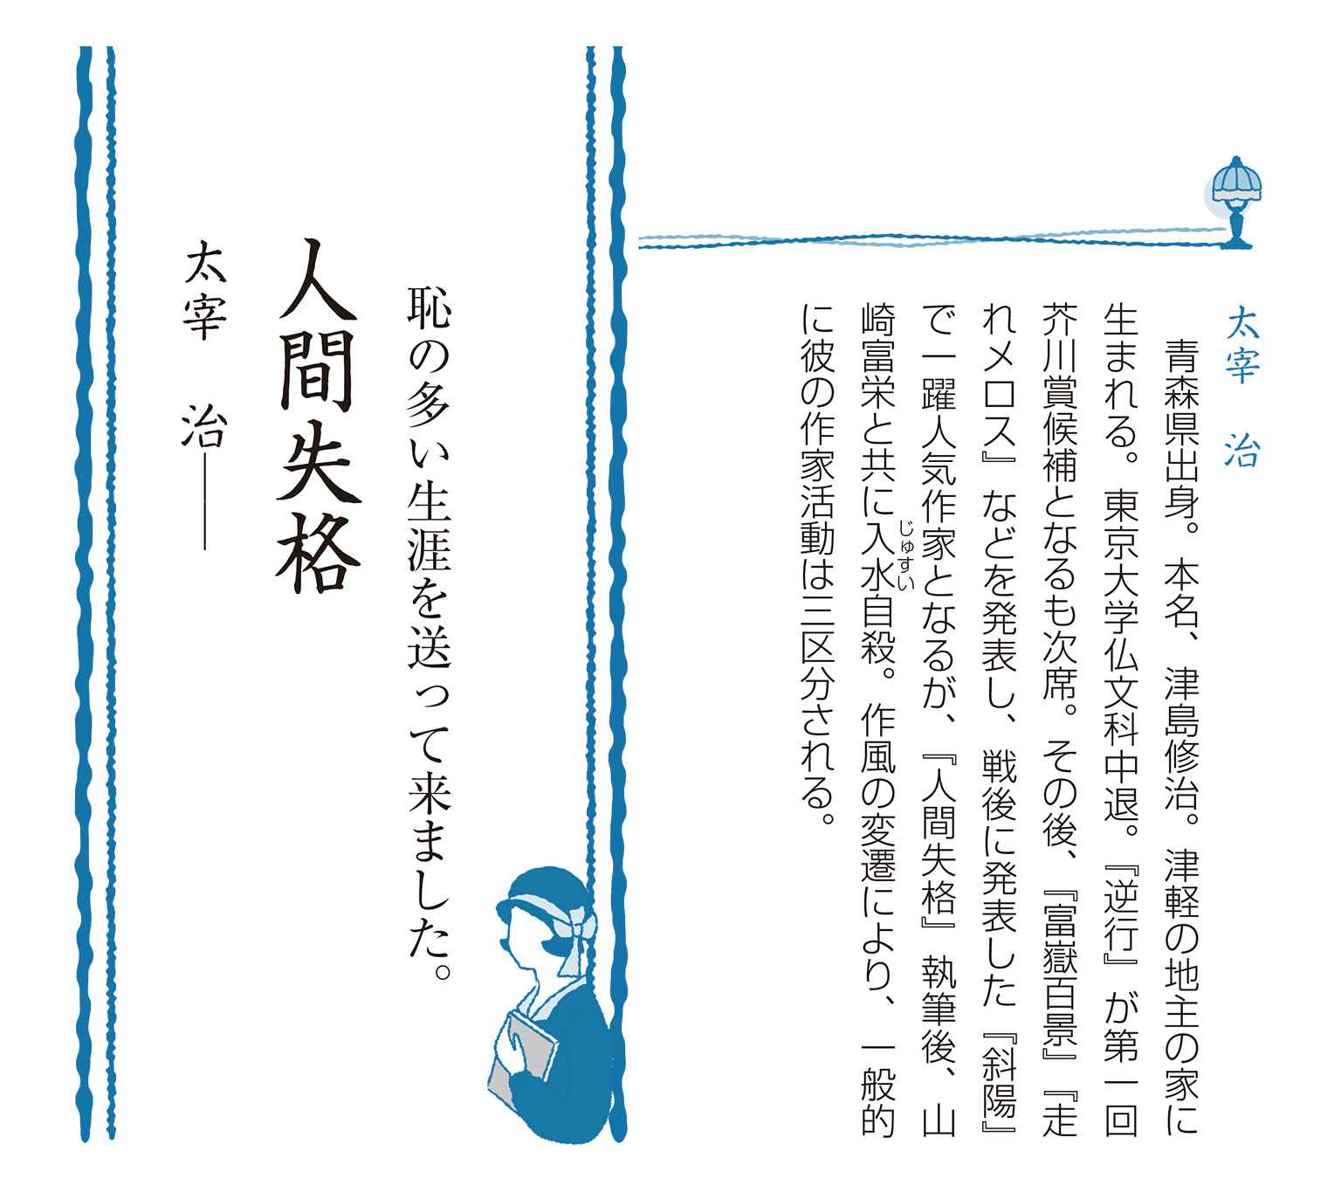 太宰　治
青森県出身。本名、津島修治。津軽の地主の家に
生まれる。東京大学仏文科中退。『逆行』が第一回
芥川賞候補となるも次席。その後、『富嶽百景』『走
れメロス』などを発表し、戦後に発表した『斜陽』
で一躍人気作家となるが、『人間失格』執筆後、山
崎富栄と共に入水自殺。作風の変遷により、一般的
じゅすい
に彼の作家活動は三区分される。
恥の多い生涯を送って来ました。
人間失格
太宰　治――